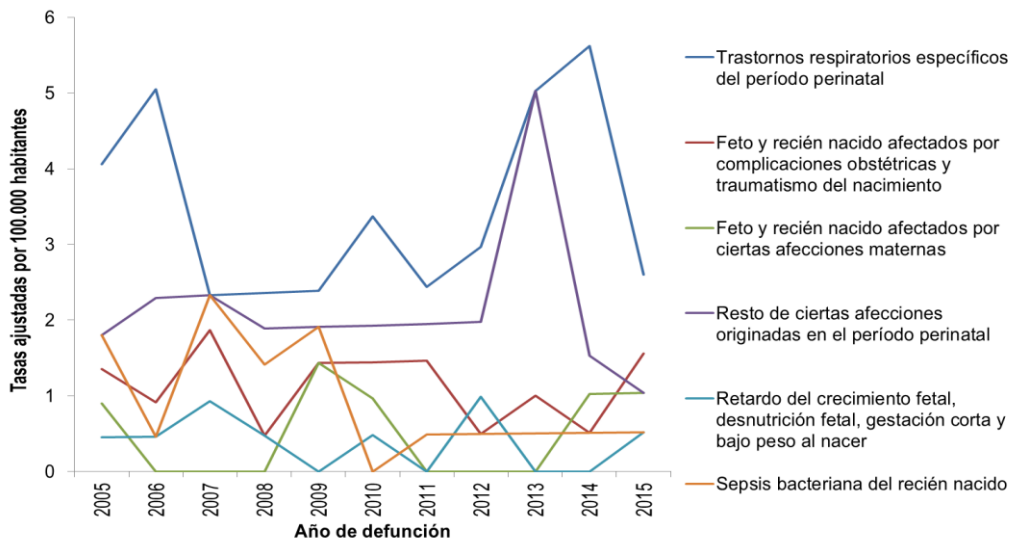 Tasas ajustadas por 100.000 habitantes
6
5
4
3
2
1
0
2005
2006
2007
2008
2009
2010
2011
2012
2013
2014
2015
Año de defunción
Trastornos respiratorios específicos
del período perinatal
Feto y recién nacido afectados por
complicaciones obstétricas y
traumatismo del nacimiento
Feto y recién nacido afectados por
ciertas afecciones maternas
Resto de ciertas afecciones
originadas en el período perinatal
Retardo del crecimiento fetal,
desnutrición fetal, gestación corta y
bajo peso al nacer
Sepsis bacteriana del recién nacido